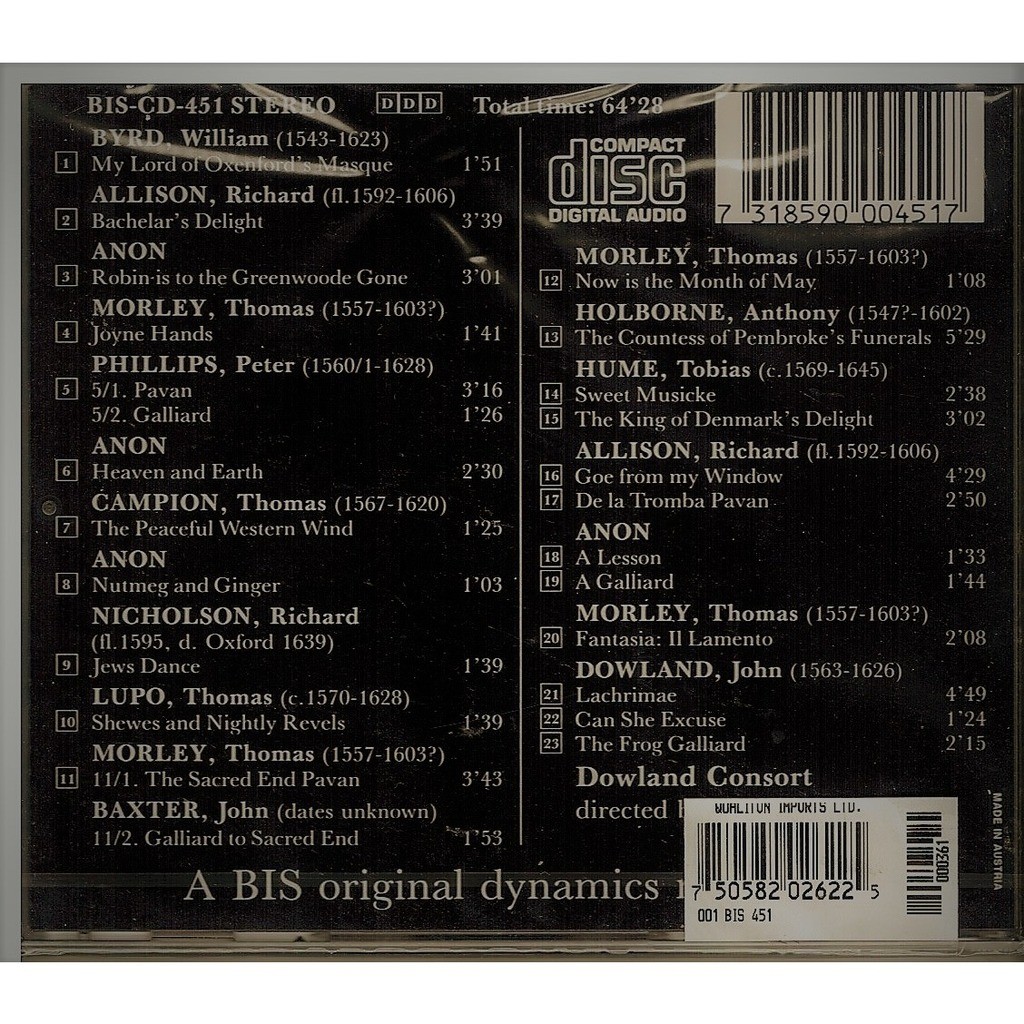 BIS-CD-451 STEREO
DDD
Total time: 64'28
BYRD, William (1543-1623)
1 My Lord of Oxenford's Masque 1'51
ALLISON, Richard (fl.1592-1606)
2 Bachelar's Delight 3'39
ANON
3 Robin is to the Greenwoode Gone 3'01
MORLEY, Thomas (1557-1603?)
4 Joyne Hands 1'41
PHILLIPS, Peter (1560/1-1628)
5 5/1. Pavan 3'16
5/2. Galliard 1'26
ANON
6 Heaven and Earth 2'30
CAMPION, Thomas (1567-1620)
7 The Peaceful Western Wind 1'25
ANON
8 Nutmeg and Ginger 1'03
NICHOLSON, Richard
(fl.1595, d. Oxford 1639)
9 Jews Dance 1'39
LUPO, Thomas (c.1570-1628)
10 Shewes and Nightly Revels 1'39
MORLEY, Thomas (1557-1603?)
11 11/1. The Sacred End Pavan 3'43
BAXTER, John (dates unknown)
11/2. Galliard to Sacred End 1'53
COMPACT
disc
DIGITAL AUDIO
7 318590 004517
MORLEY, Thomas (1557-1603?)
12 Now is the Month of May 1'08
HOLBORNE, Anthony (1547?-1602)
13 The Countess of Pembroke's Funerals 5'29
HUME, Tobias (c.1569-1645)
14 Sweet Musicke 2'38
15 The King of Denmark's Delight 3'02
ALLISON, Richard (fl.1592-1606)
16 Goe from my Window 4'29
17 De la Tromba Pavan 2'50
ANON
18 A Lesson 1'33
19 A Galliard 1'44
MORLEY, Thomas (1557-1603?)
20 Fantasia: Il Lamento 2'08
DOWLAND, John (1563-1626)
21 Lachrimae 4'49
22 Can She Excuse 1'24
23 The Frog Galliard 2'15
Dowland Consort
directed
A BIS original dynamics
QUALITON IMPORTS LTD.
7 50582 02622 5
001 BIS 451
0000361
MADE IN AUSTRIA